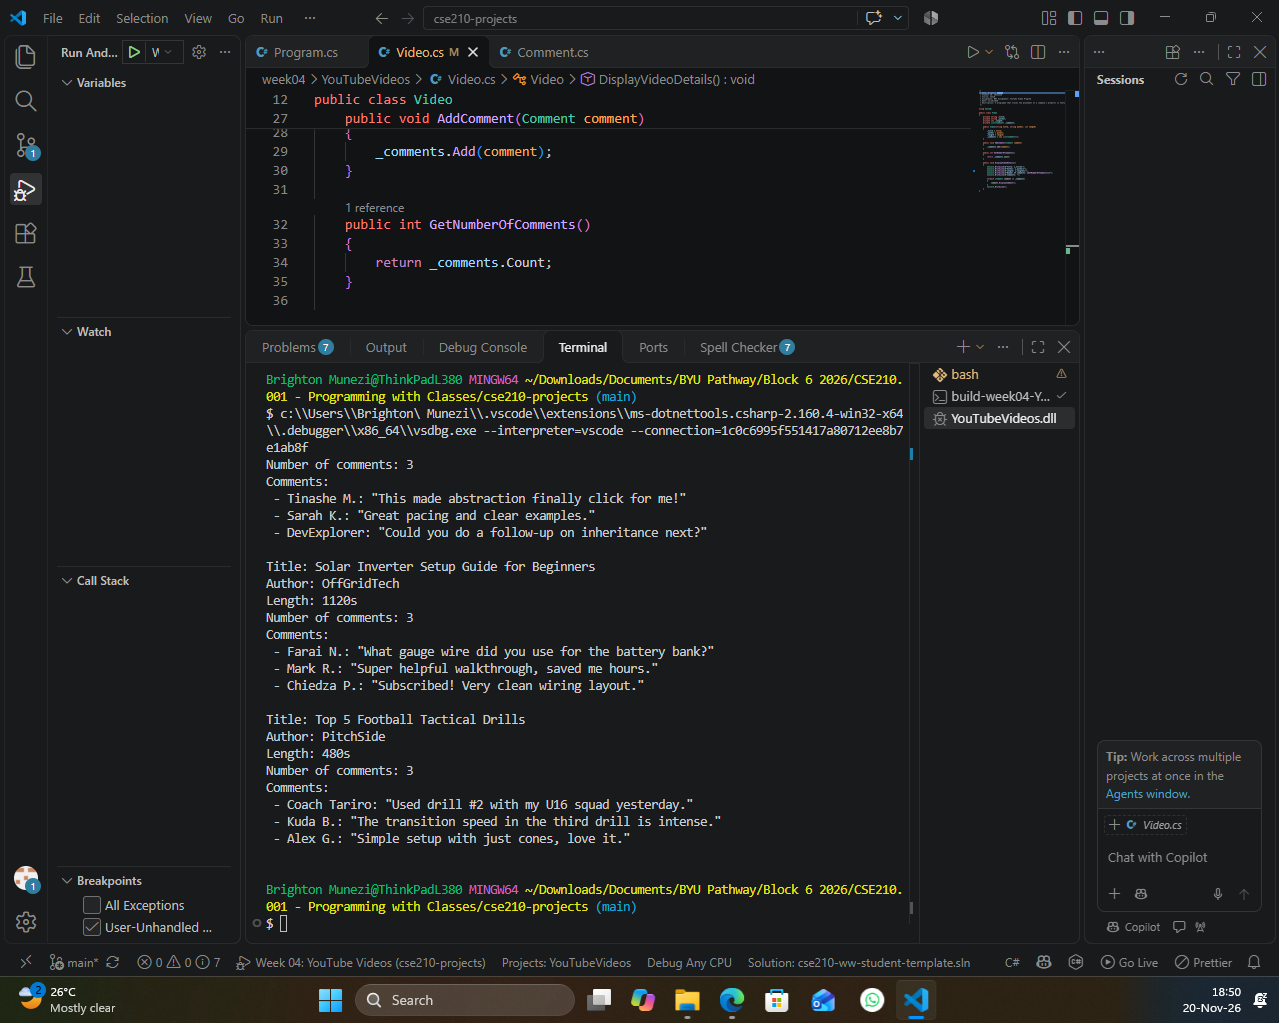 File Edit Selection View Go Run ···
cse210-projects
Run And...
Variables
Watch
Call Stack
Breakpoints
All Exceptions
User-Unhandled ...
Program.cs
Video.cs M
Comment.cs
week04 > YouTubeVideos > Video.cs > Video > DisplayVideoDetails() : void
12 public class Video
27 public void AddComment(Comment comment)
28 {
29 _comments.Add(comment);
30 }
31
1 reference
32 public int GetNumberOfComments()
33 {
34 return _comments.Count;
35 }
36
Problems 7 Output Debug Console Terminal Ports Spell Checker 7
Brighton Munezi@ThinkPadL380 MINGW64 ~/Downloads/Documents/BYU Pathway/Block 6 2026/CSE210.
001 - Programming with Classes/cse210-projects (main)
$ c:\\Users\\Brighton\ Munezi\\.vscode\\extensions\\ms-dotnettools.csharp-2.160.4-win32-x64
\\.debugger\\x86_64\\vsdbg.exe --interpreter=vscode --connection=1c0c6995f551417a80712ee8b7
e1ab8f
Number of comments: 3
Comments:
- Tinashe M.: "This made abstraction finally click for me!"
- Sarah K.: "Great pacing and clear examples."
- DevExplorer: "Could you do a follow-up on inheritance next?"
Title: Solar Inverter Setup Guide for Beginners
Author: OffGridTech
Length: 1120s
Number of comments: 3
Comments:
- Farai N.: "What gauge wire did you use for the battery bank?"
- Mark R.: "Super helpful walkthrough, saved me hours."
- Chiedza P.: "Subscribed! Very clean wiring layout."
Title: Top 5 Football Tactical Drills
Author: PitchSide
Length: 480s
Number of comments: 3
Comments:
- Coach Tariro: "Used drill #2 with my U16 squad yesterday."
- Kuda B.: "The transition speed in the third drill is intense."
- Alex G.: "Simple setup with just cones, love it."
Brighton Munezi@ThinkPadL380 MINGW64 ~/Downloads/Documents/BYU Pathway/Block 6 2026/CSE210.
001 - Programming with Classes/cse210-projects (main)
$
bash
build-week04-Y...
YouTubeVideos.dll
Sessions
Tip: Work across multiple
projects at once in the
Agents window.
Video.cs
Chat with Copilot
Copilot
main* 0 0 7 Week 04: YouTube Videos (cse210-projects) Projects: YouTubeVideos Debug Any CPU Solution: cse210-ww-student-template.sln C# Go Live Prettier
2 26°C
Mostly clear
Search
18:50
20-Nov-26